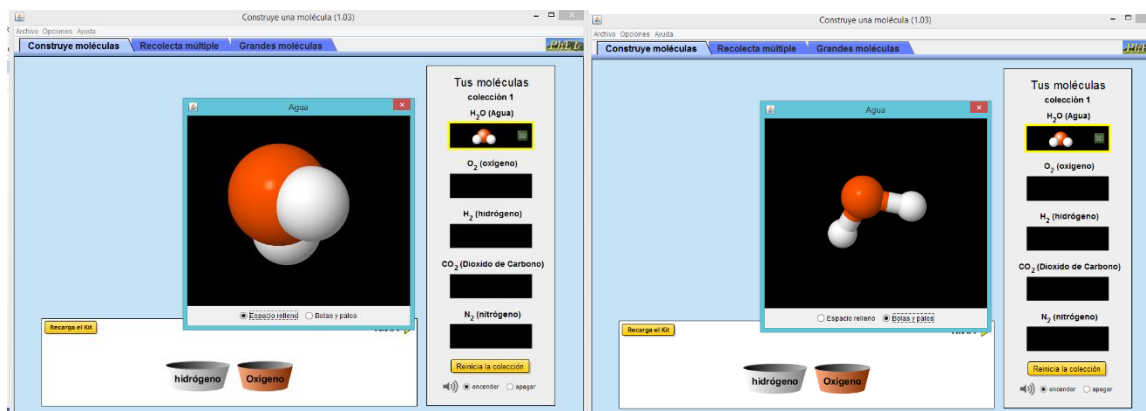 Construye una molécula (1.03)
Archivo Opciones Ayuda
Construye moléculas Recolecta múltiple Grandes moléculas
Tus moléculas
colección 1
H2O (Agua)
3D
O2 (oxígeno)
H2 (hidrógeno)
CO2 (Dioxido de Carbono)
N2 (nitrógeno)
Reinicia la colección
encender apagar
Agua
Espacio relleno Bolas y palos
Recarga el Kit
hidrógeno Oxigeno
Construye una molécula (1.03)
Archivo Opciones Ayuda
Construye moléculas Recolecta múltiple Grandes moléculas
Tus moléculas
colección 1
H2O (Agua)
3D
O2 (oxigeno)
H2 (hidrógeno)
CO2 (Dioxido de Carbono)
N2 (nitrógeno)
Reinicia la colección
encender apagar
Agua
Espacio relleno Bolas y palos
Recarga el Kit
hidrógeno Oxigeno